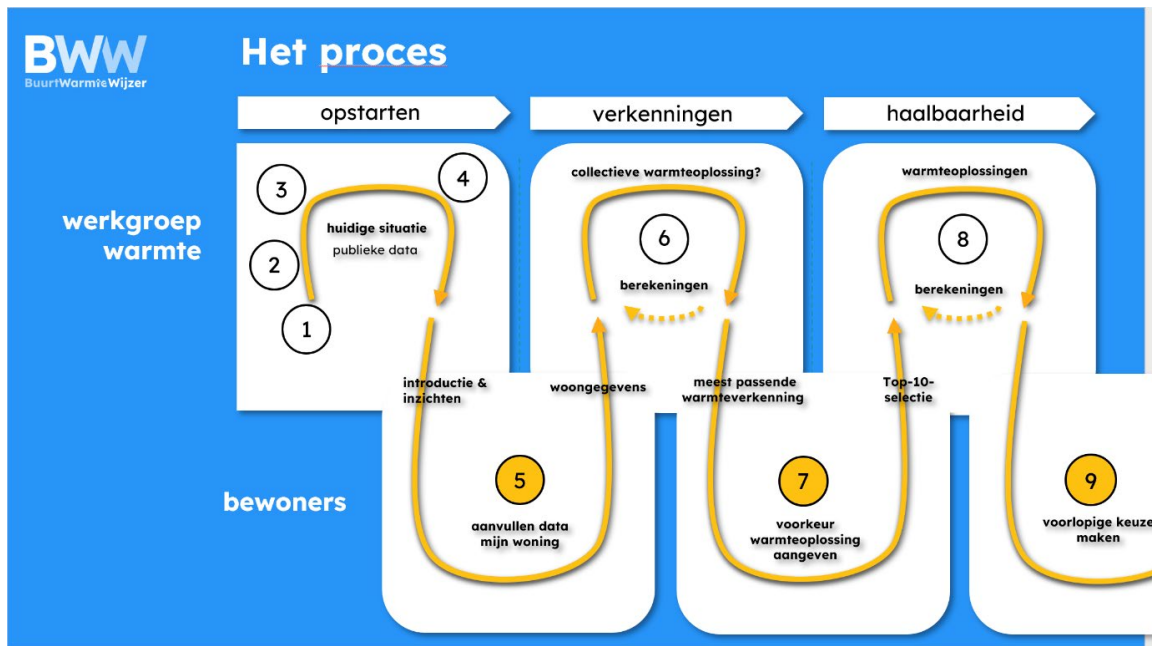 BWW
BuurtWarmteWijzer
Het proces
opstarten
verkenningen
haalbaarheid
werkgroep
warmte
1
2
3
4
huidige situatie
publieke data
collectieve warmteoplossing?
6
berekeningen
warmteoplossingen
8
berekeningen
introductie &
inzichten
woongegevens
meest passende
warmteverkenning
Top-10-
selectie
bewoners
5
aanvullen data
mijn woning
7
voorkeur
warmteoplossing
aangeven
9
voorlopige keuze
maken